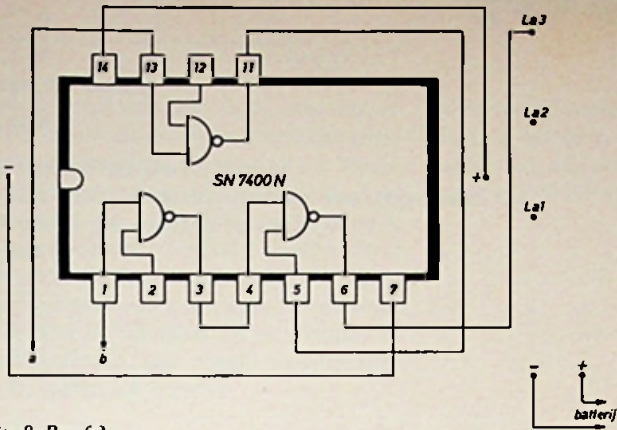 La3
14 13 12 11
La2
SN 7400 N
− +
La1
1 2 3 4 5 6 7
a b
− +
batterij